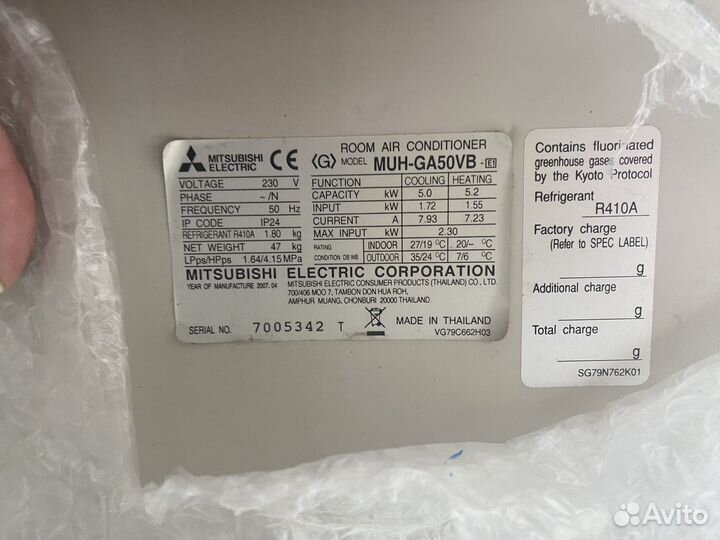 MITSUBISHI ELECTRIC CE
⟨G⟩ ROOM AIR CONDITIONER
MODEL MUH-GA50VB - E1
VOLTAGE 230 V
PHASE ~ /N
FREQUENCY 50 Hz
IP CODE IP24
REFRIGERANT R410A 1.80 kg
NET WEIGHT 47 kg
LPps/HPps 1.64/4.15 MPa
FUNCTION COOLING HEATING
CAPACITY kW 5.0 5.2
INPUT kW 1.72 1.55
CURRENT A 7.93 7.23
MAX INPUT kW 2.30
RATING INDOOR 27/19 °C 20/– °C
CONDITION DB WB OUTDOOR 35/24 °C 7/6 °C
MITSUBISHI ELECTRIC CORPORATION
YEAR OF MANUFACTURE 2007.04
MITSUBISHI ELECTRIC CONSUMER PRODUCTS (THAILAND) CO., LTD.
700/406 MOO 7, TAMBON DON HUA ROH,
AMPHUR MUANG, CHONBURI 20000 THAILAND.
SERIAL NO. 7005342 T
MADE IN THAILAND
VG79C662H03
Contains fluorinated
greenhouse gases covered
by the Kyoto Protocol
Refrigerant
R410A
Factory charge
(Refer to SPEC LABEL)
g
Additional charge
g
Total charge
g
SG79N762K01
Avito